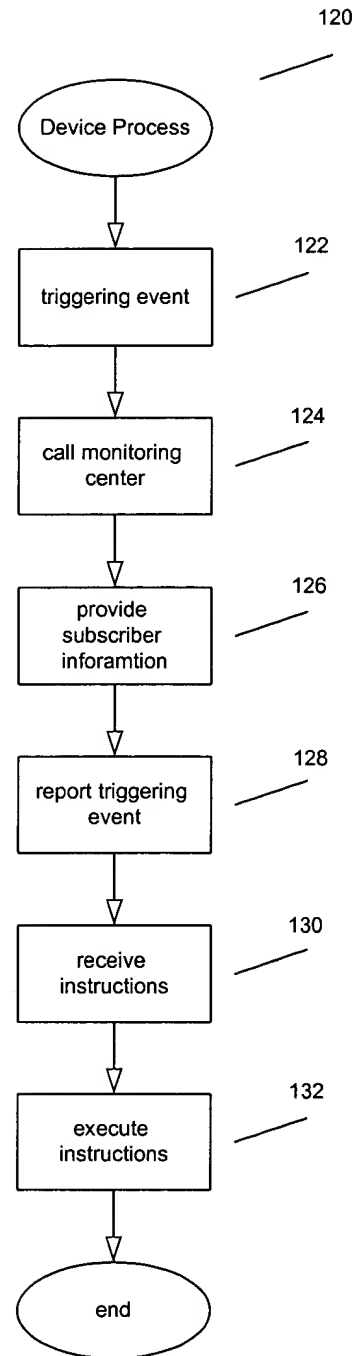 120
Device Process
122
triggering event
124
call monitoring
center
126
provide
subscriber
inforamtion
128
report triggering
event
130
receive
instructions
132
execute
instructions
end